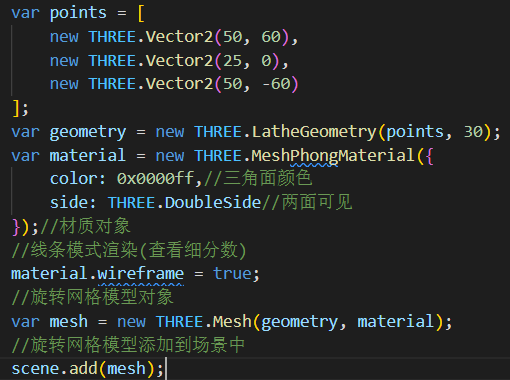 var points = [
    new THREE.Vector2(50, 60),
    new THREE.Vector2(25, 0),
    new THREE.Vector2(50, -60)
];
var geometry = new THREE.LatheGeometry(points, 30);
var material = new THREE.MeshPhongMaterial({
    color: 0x0000ff,//三角面颜色
    side: THREE.DoubleSide//两面可见
});//材质对象
//线条模式渲染(查看细分数)
material.wireframe = true;
//旋转网格模型对象
var mesh = new THREE.Mesh(geometry, material);
//旋转网格模型添加到场景中
scene.add(mesh);